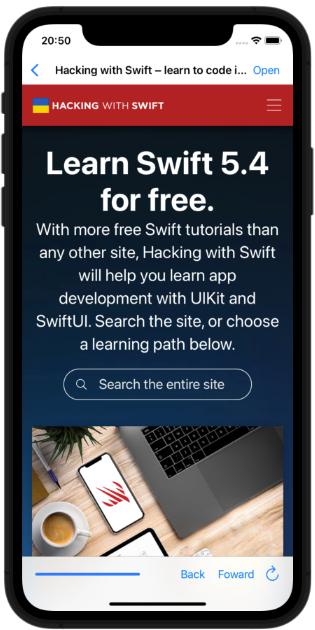 20:50
Hacking with Swift – learn to code i... Open
HACKING WITH SWIFT
Learn Swift 5.4
for free.
With more free Swift tutorials than
any other site, Hacking with Swift
will help you learn app
development with UIKit and
SwiftUI. Search the site, or choose
a learning path below.
Search the entire site
Back Foward